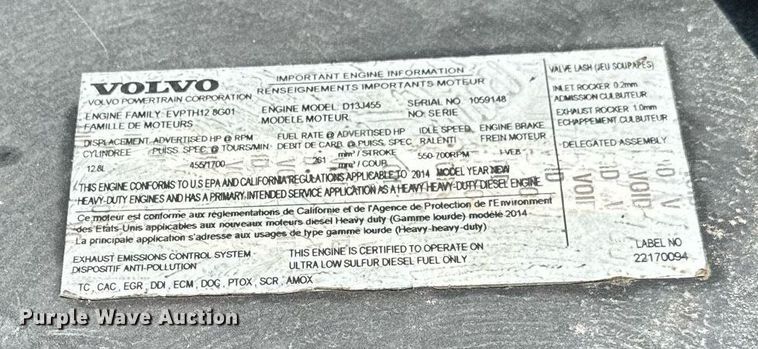 VOLVO
VOLVO POWERTRAIN CORPORATION
IMPORTANT ENGINE INFORMATION
RENSEIGNEMENTS IMPORTANTS MOTEUR
ENGINE FAMILY: EVPTH12.8G01
FAMILLE DE MOTEURS
ENGINE MODEL: D13J455
MODELE MOTEUR
SERIAL NO: 1059148
NO: SERIE
DISPLACEMENT ADVERTISED HP @ RPM
CYLINDREE PUISS. SPEC. @ TOURS/MIN
12.8L 455/1700
FUEL RATE @ ADVERTISED HP
DEBIT DE CARB. @ PUISS. SPEC
261 mm³ / STROKE
mm³ / COUP
IDLE SPEED
RALENTI
550-700RPM
ENGINE BRAKE
FREIN MOTEUR
I-VEB
THIS ENGINE CONFORMS TO U.S EPA AND CALIFORNIA REGULATIONS APPLICABLE TO 2014 MODEL YEAR NEW
HEAVY-DUTY ENGINES AND HAS A PRIMARY INTENDED SERVICE APPLICATION AS A HEAVY-HEAVY-DUTY DIESEL ENGINE.
Ce moteur est conforme aux réglementations de Californie et de l'Agence de Protection de l'Environment
des Etats-Unis applicables aux nouveaux moteurs diesel Heavy duty (Gamme lourde) modèle 2014
La principale application s'adresse aux usages de type gamme lourde (Heavy-heavy-duty)
EXHAUST EMISSIONS CONTROL SYSTEM
DISPOSITIF ANTI-POLLUTION
THIS ENGINE IS CERTIFIED TO OPERATE ON
ULTRA LOW SULFUR DIESEL FUEL ONLY
TC, CAC, EGR, DDI, ECM, DOC, PTOX, SCR, AMOX
VALVE LASH (JEU SOUPAPES)
INLET ROCKER 0.2mm
ADMISSION CULBUTEUR
EXHAUST ROCKER 1.0mm
ECHAPPEMENT CULBUTEUR
DELEGATED ASSEMBLY
LABEL NO
22170094
Purple Wave Auction